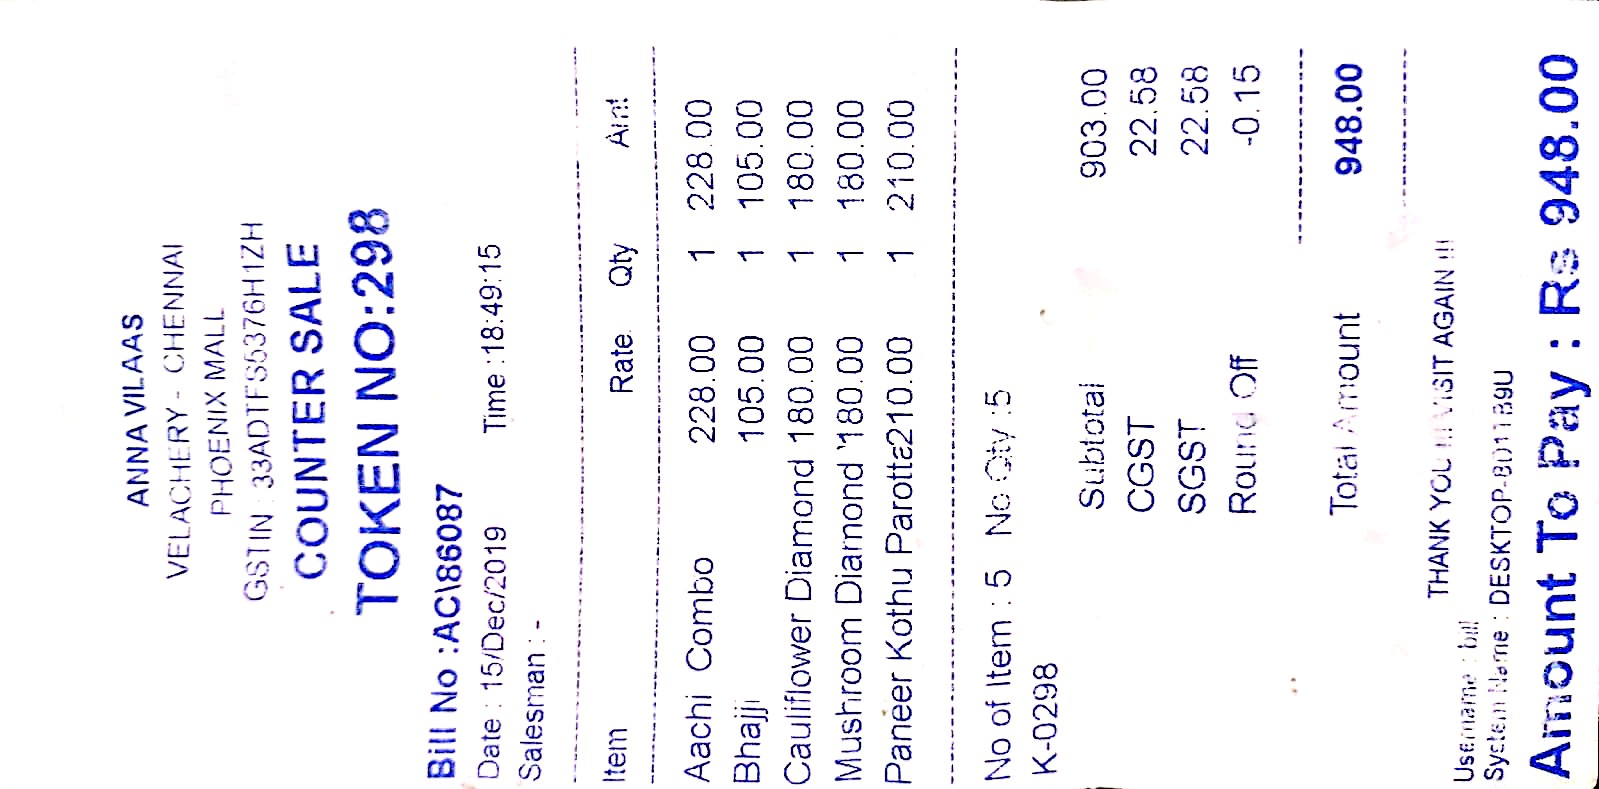 ANNA VILAAS
VELACHERY - CHENNAI
PHOENIX MALL
GSTIN : 33ADTFS5376H1ZH
COUNTER SALE
TOKEN NO:298
Bill No :AC\86087
Date : 15/Dec/2019 Time :18:49:15
Salesman : -
Item Rate Qty Amt
Aachi Combo 228.00 1 228.00
Bhajji 105.00 1 105.00
Cauliflower Diamond 180.00 1 180.00
Mushroom Diamond '180.00 1 180.00
Paneer Kothu Parotta210.00 1 210.00
No of Item : 5 No Qty :5
K-0298
Subtotal 903.00
CGST 22.58
SGST 22.58
Round Off -0.15
Total Amount 948.00
THANK YOU !!! VISIT AGAIN !!!
Username : bill
System Name : DESKTOP-8D11B9U
Amount To Pay : Rs 948.00